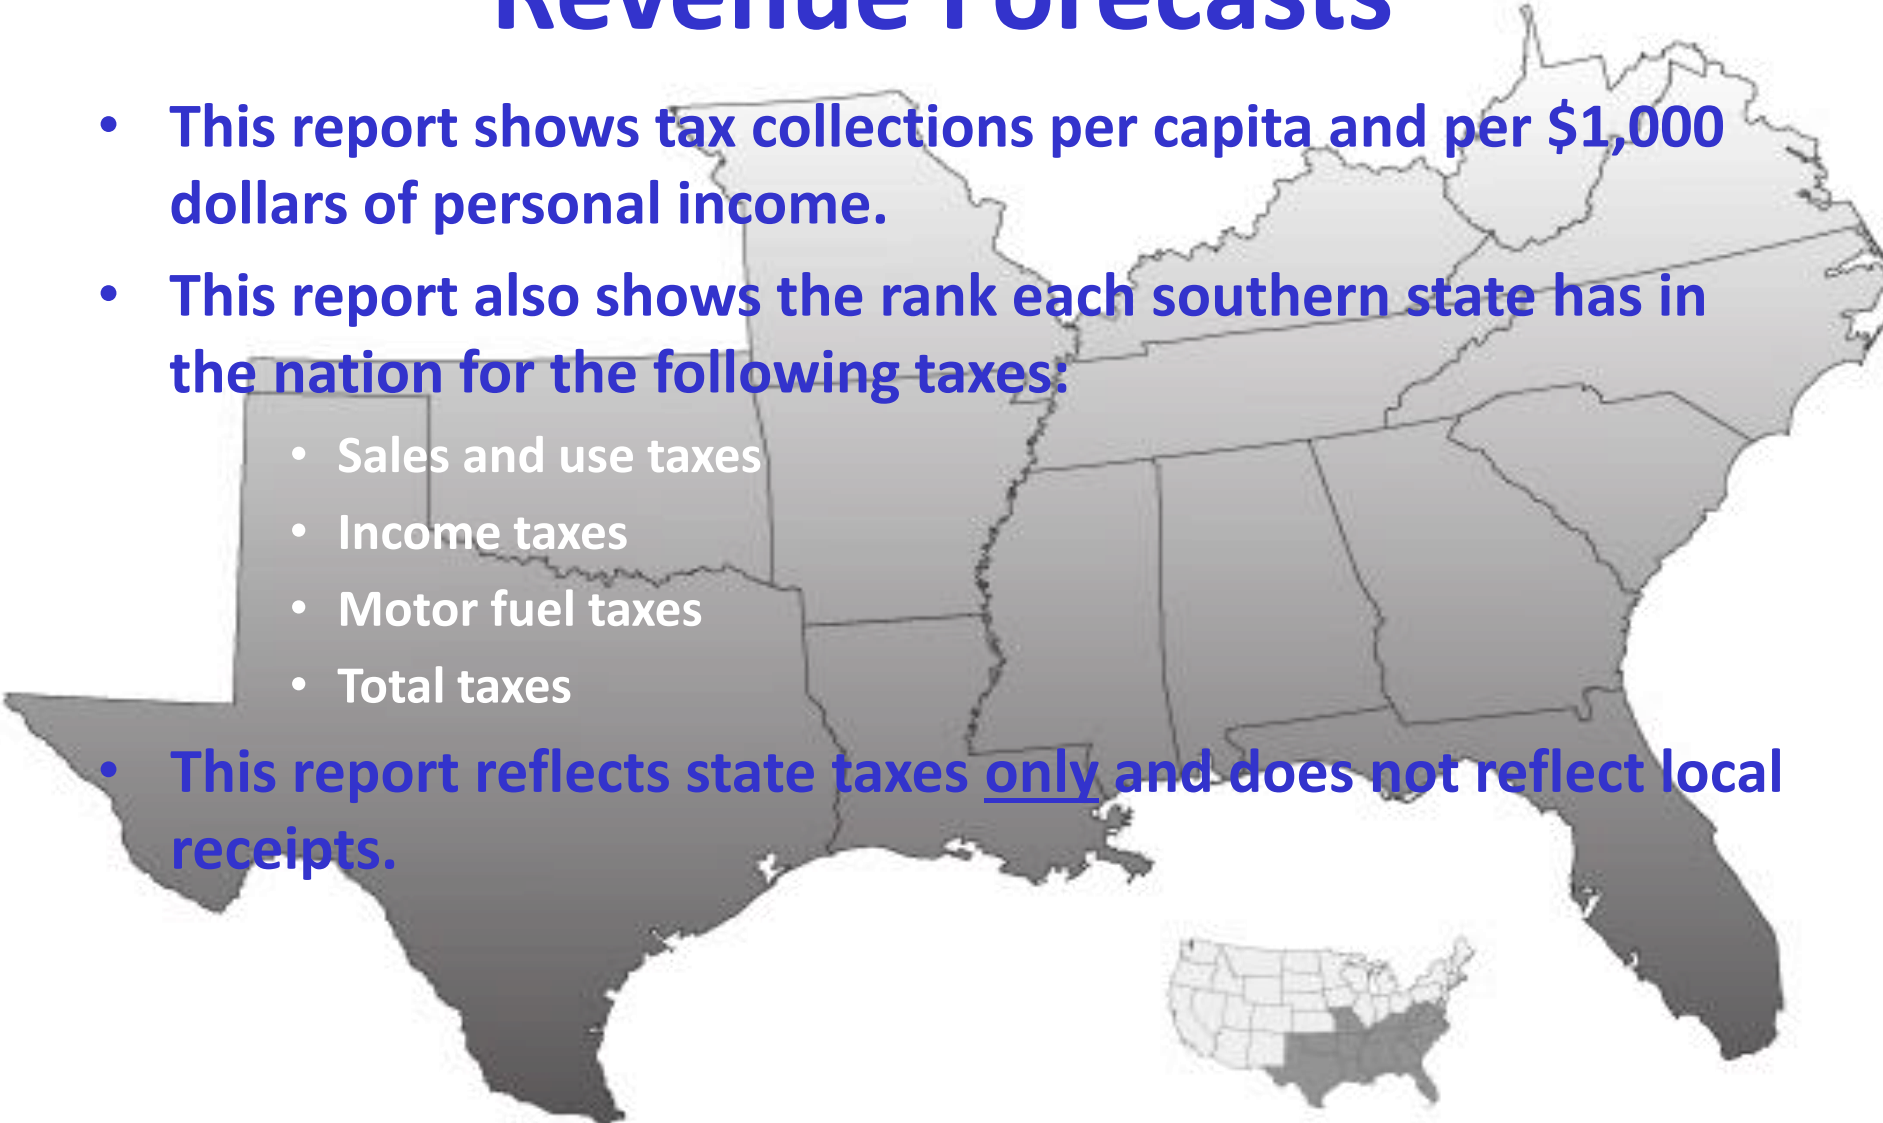 Revenue Forecasts
• This report shows tax collections per capita and per $1,000
dollars of personal income.
• This report also shows the rank each southern state has in
the nation for the following taxes:
• Sales and use taxes
• Income taxes
• Motor fuel taxes
• Total taxes
• This report reflects state taxes only and does not reflect local
receipts.